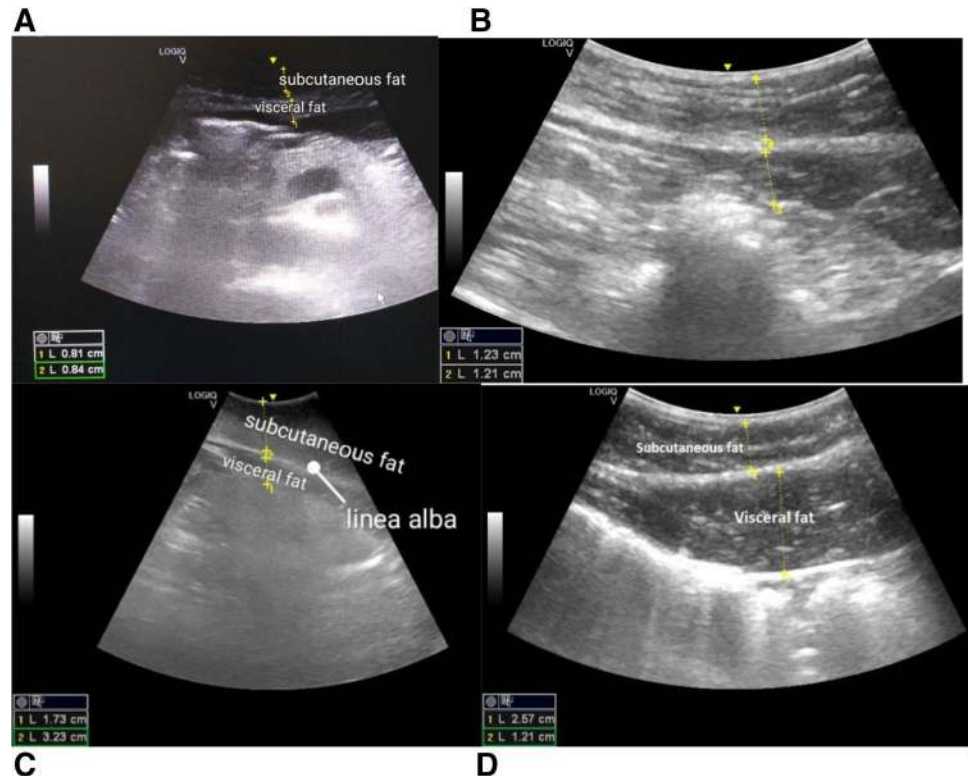 A
B
LOGIQ
V
subcutaneous fat
visceral fat
1 L 0.81 cm
2 L 0.84 cm
1 L 1.23 cm
2 L 1.21 cm
LOGIQ
V
subcutaneous fat
visceral fat
linea alba
1 L 1.73 cm
2 L 3.23 cm
LOGIQ
V
Subcutaneous fat
Visceral fat
1 L 2.57 cm
2 L 1.21 cm
C
D